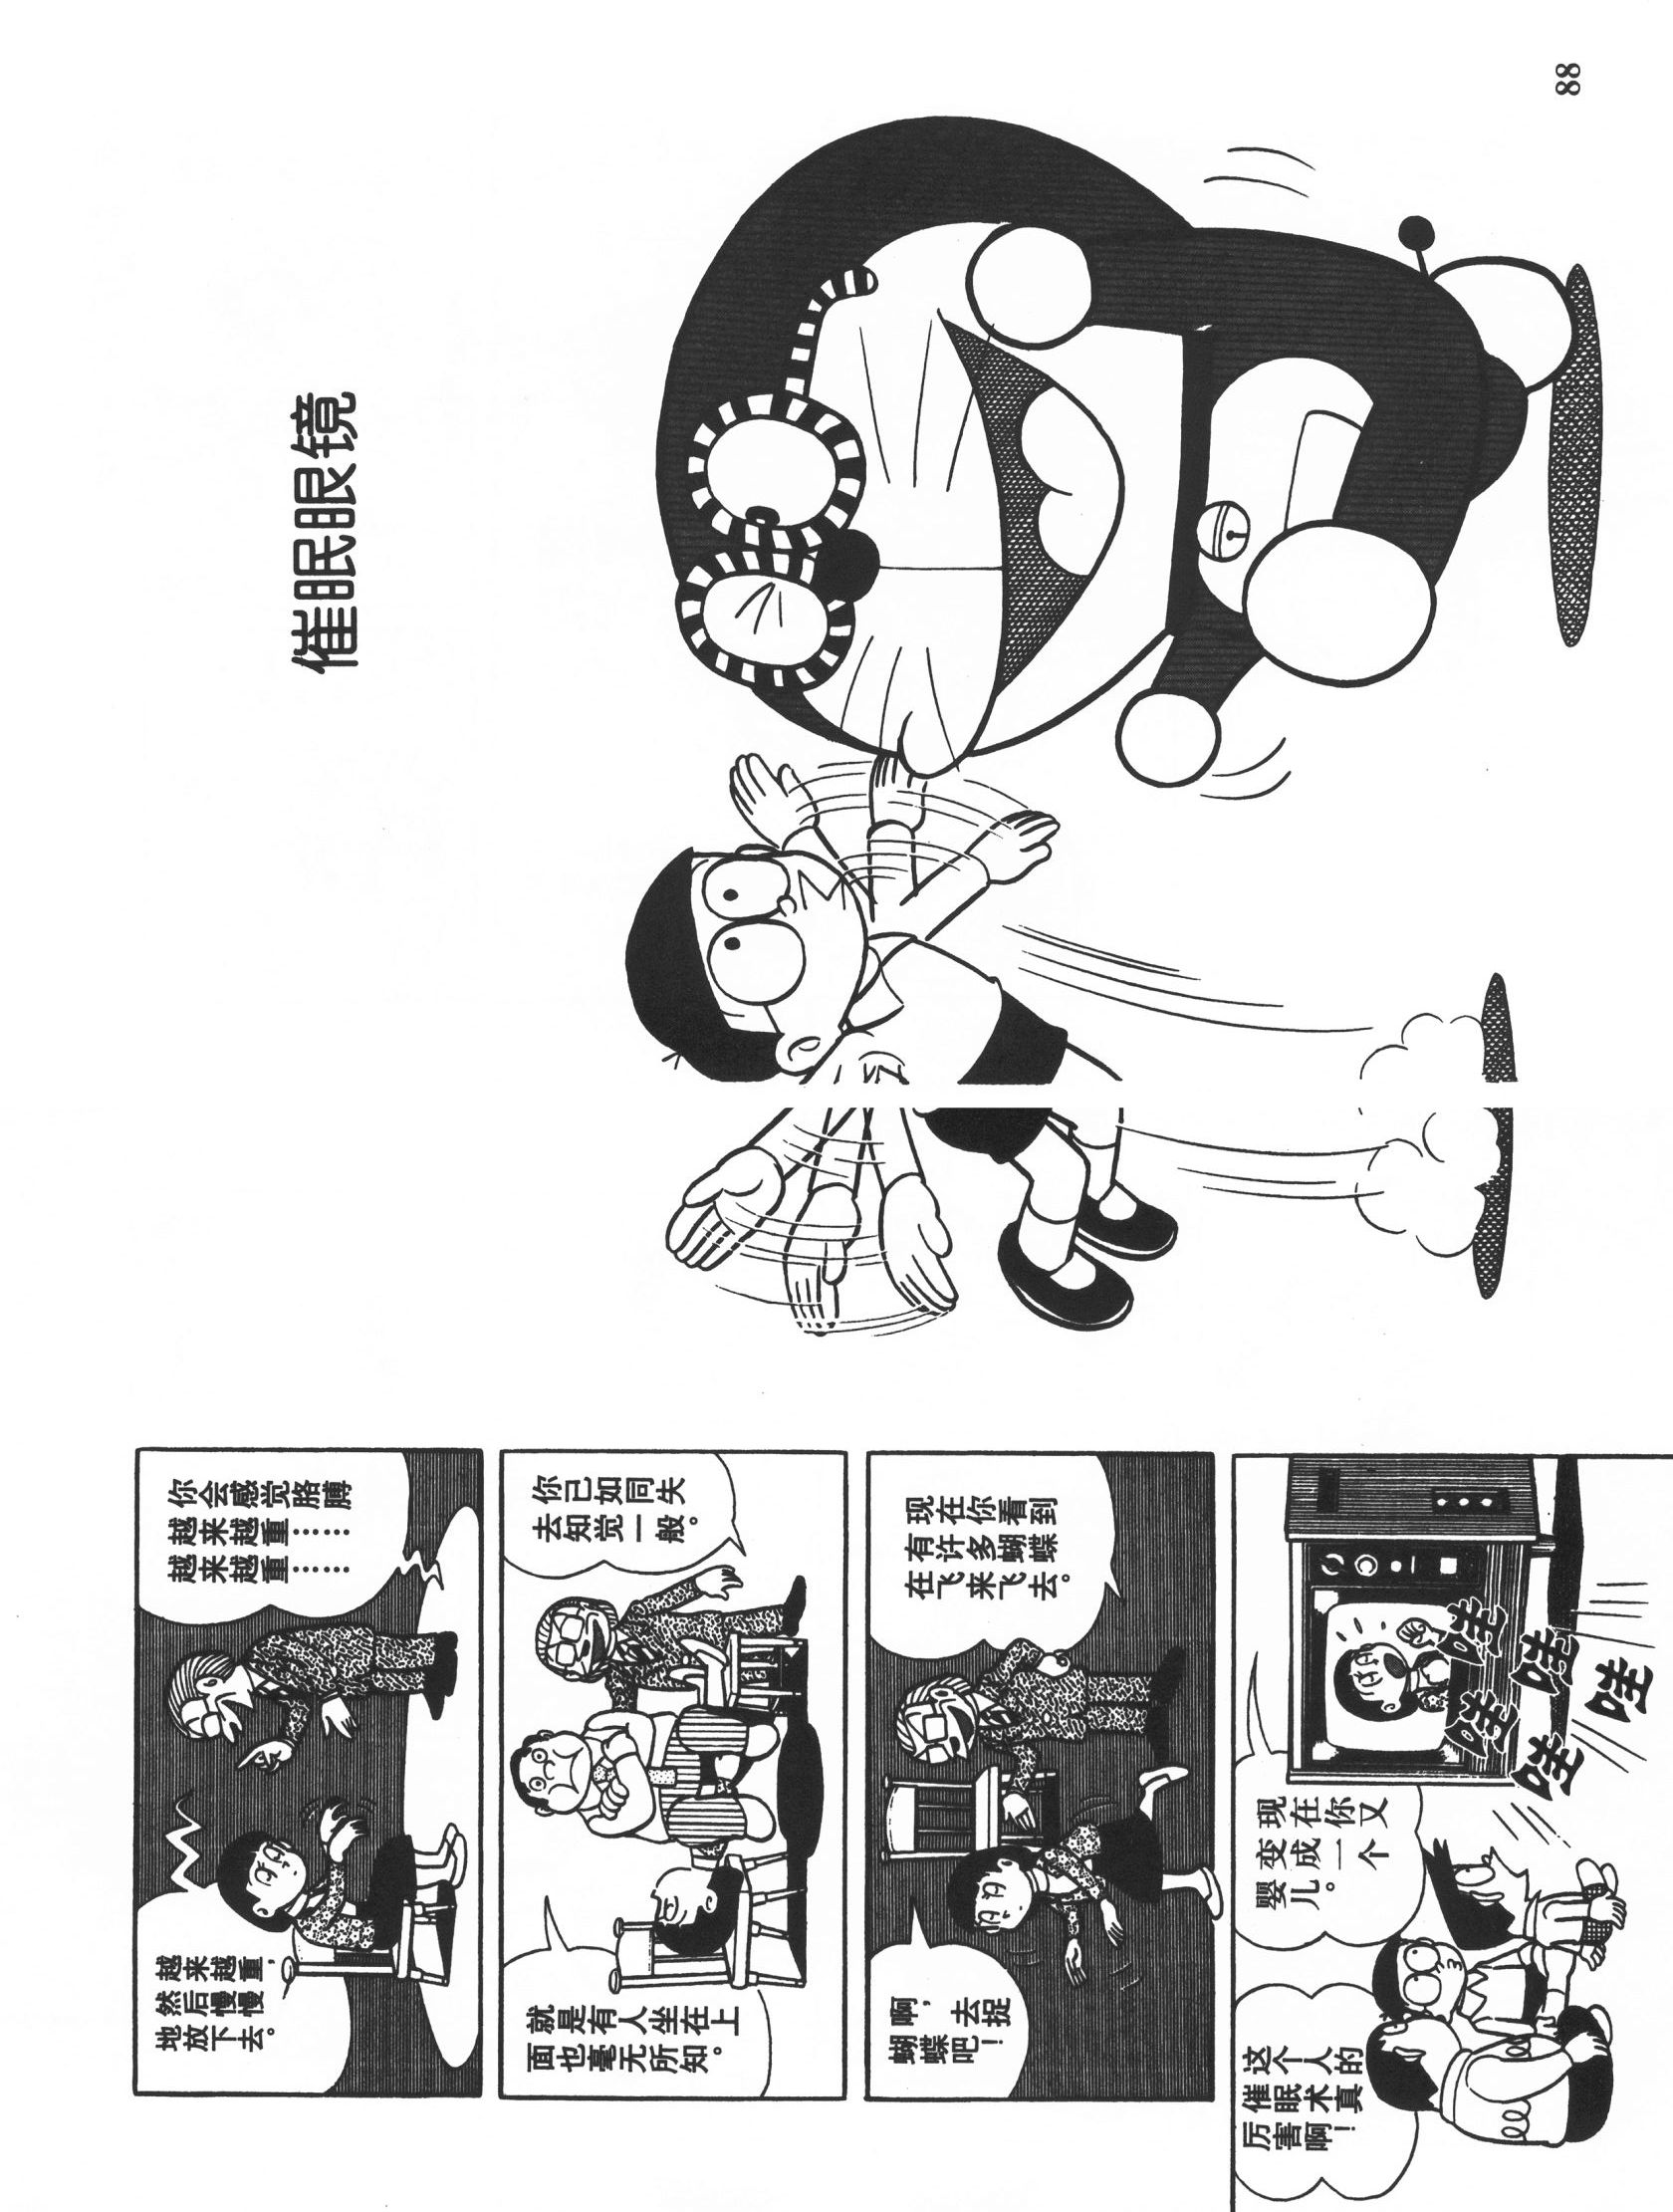 催眠眼镜
88
你会感觉胳膊
越来越重……
越来越重……
越来越重，
然后慢慢
地放下去。
你已如同失
去知觉一般。
就是有人坐在上
面也毫无所知。
现在你看到
有许多蝴蝶
在飞来飞去。
啊，去捉
蝴蝶吧！
哇
哇
哇
哇
哇
现在你又
变成一个
婴儿。
这个人的
催眠术真
厉害啊！